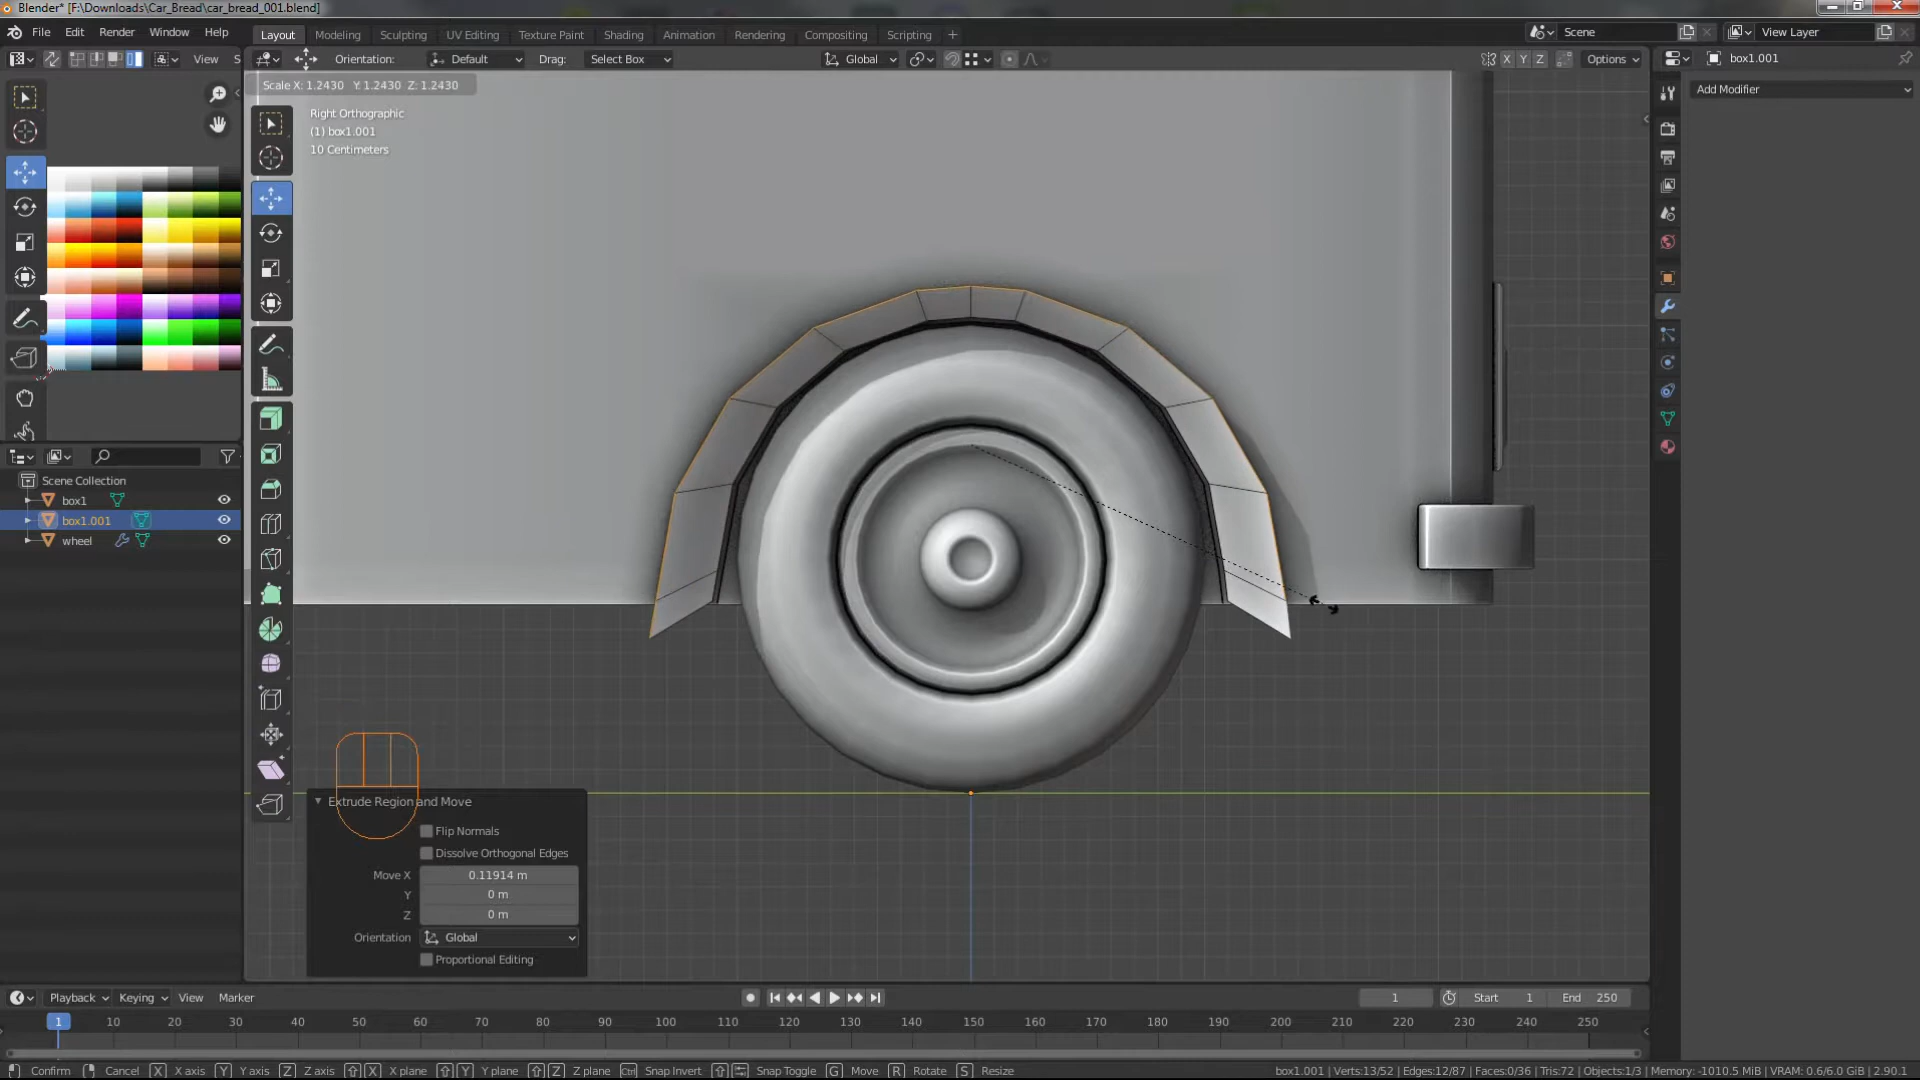 Blender* [F:\Downloads\Car_Bread\car_bread_001.blend]
File Edit Render Window Help
Layout Modeling Sculpting UV Editing Texture Paint Shading Animation Rendering Compositing Scripting +
Scene
View Layer
View S
Orientation: Default Drag: Select Box
Global
X Y Z
Options
box1.001
Scale X: 1.2430 Y: 1.2430 Z: 1.2430
Add Modifier
Right Orthographic
(1) box1.001
10 Centimeters
Scene Collection
box1
box1.001
wheel
Extrude Region and Move
Flip Normals
Dissolve Orthogonal Edges
Move X 0.11914 m
Y 0 m
Z 0 m
Orientation Global
Proportional Editing
Playback Keying View Marker
1 Start 1 End 250
1 10 20 30 40 50 60 70 80 90 100 110 120 130 140 150 160 170 180 190 200 210 220 230 240 250
Confirm Cancel X X axis Y Y axis Z Z axis X X plane Y Y plane Z Z plane Ctrl Snap Invert Snap Toggle G Move R Rotate S Resize
box1.001 | Verts:13/52 | Edges:12/87 | Faces:0/36 | Tris:72 | Objects:1/3 | Memory: -1010.5 MiB | VRAM: 0.6/6.0 GiB | 2.90.1